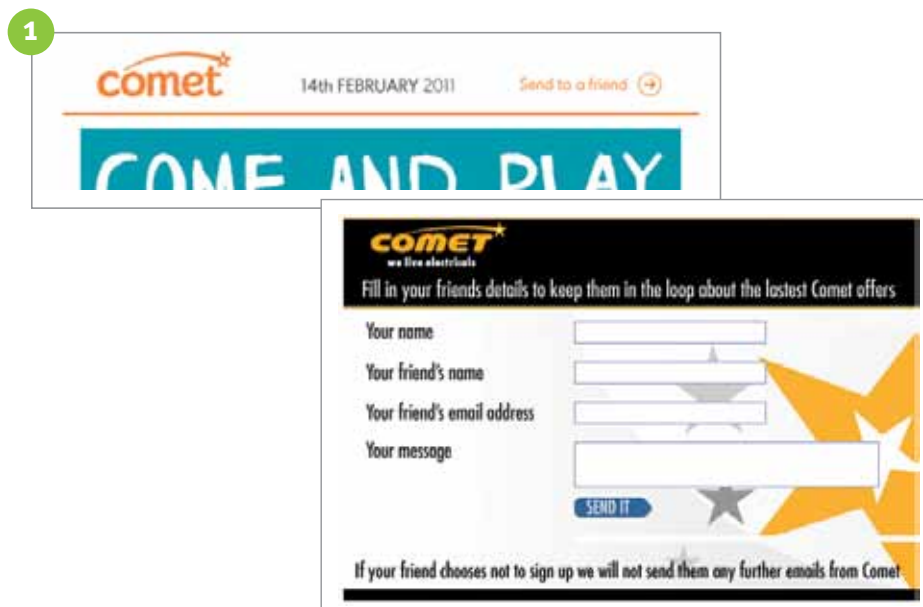 1
comet
14th FEBRUARY 2011
Send to a friend
COME AND PLAY
COMET
we live electricals
Fill in your friends details to keep them in the loop about the lastest Comet offers
Your name
Your friend's name
Your friend's email address
Your message
SEND IT
If your friend chooses not to sign up we will not send them any further emails from Comet